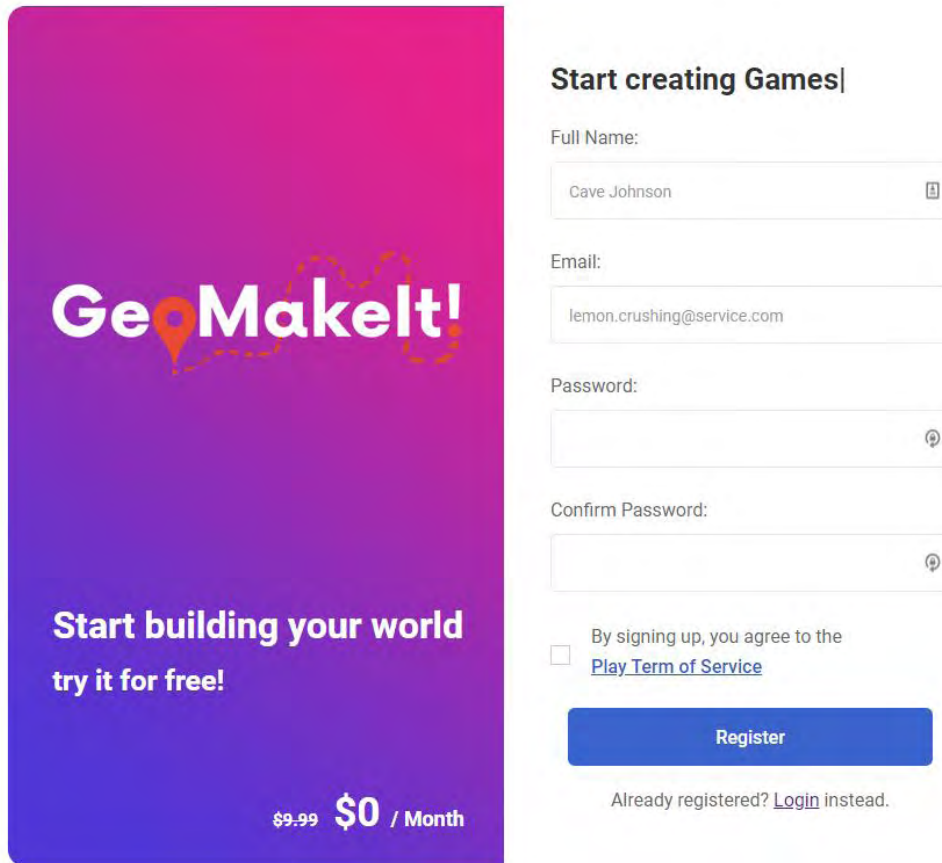 GeoMakeIt!
Start building your world
try it for free!
$9.99 $0 / Month
Start creating Games|
Full Name:
Cave Johnson
Email:
lemon.crushing@service.com
Password:
Confirm Password:
By signing up, you agree to the
Play Term of Service
Register
Already registered? Login instead.